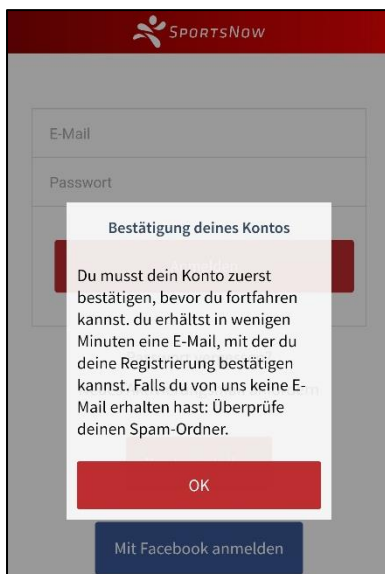 SPORTSNOW
E-Mail
Passwort
Bestätigung deines Kontos
Du musst dein Konto zuerst
bestätigen, bevor du fortfahren
kannst. du erhältst in wenigen
Minuten eine E-Mail, mit der du
deine Registrierung bestätigen
kannst. Falls du von uns keine E-
Mail erhalten hast: Überprüfe
deinen Spam-Ordner.
OK
Mit Facebook anmelden